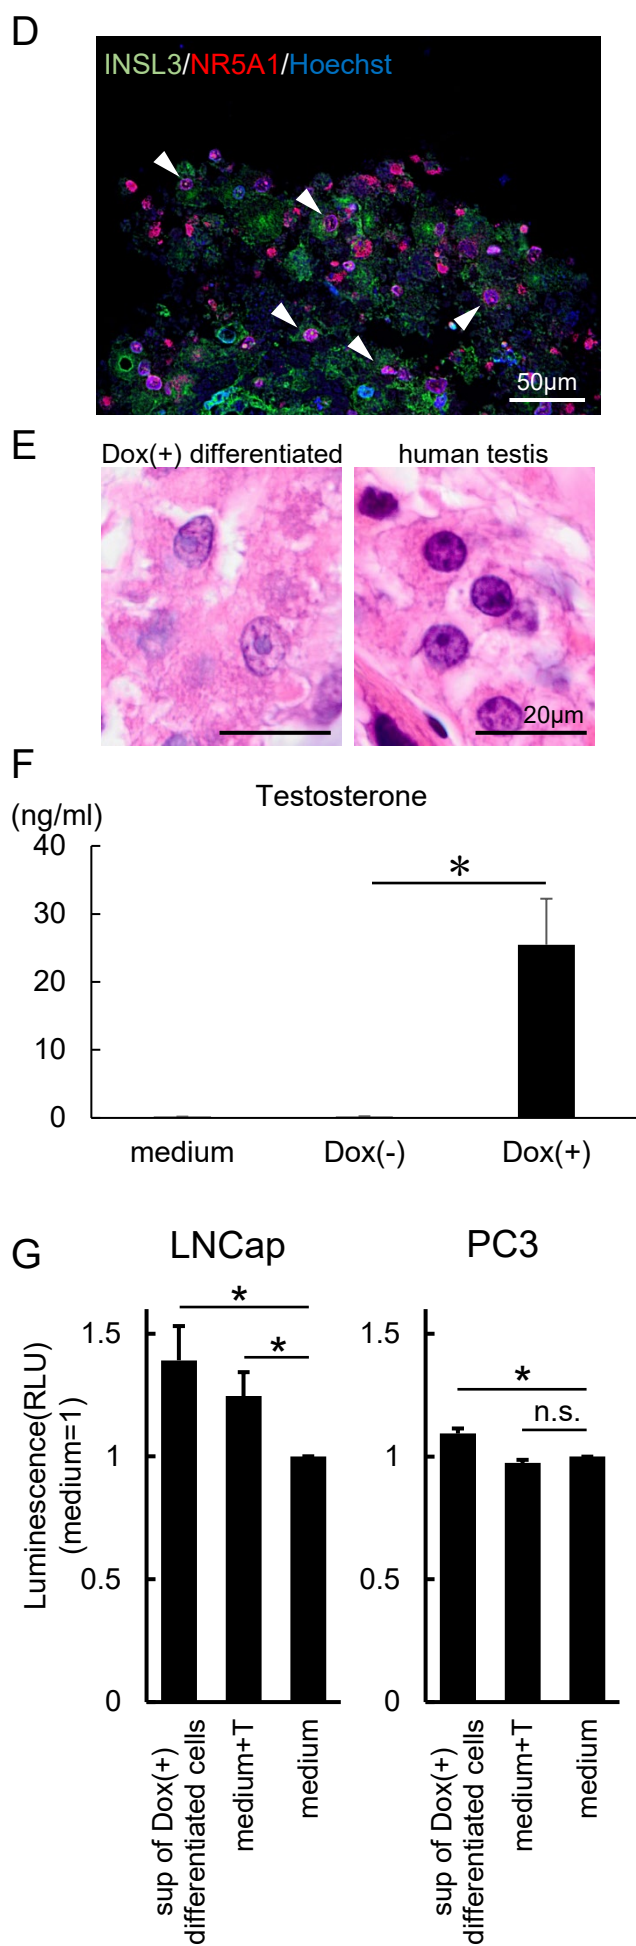 D
INSL3/NR5A1/Hoechst
50μm
E
Dox(+) differentiated
human testis
20μm
F
Testosterone
(ng/ml)
40
30
20
10
0
*
medium
Dox(-)
Dox(+)
G
LNCap
PC3
Luminescence(RLU)
(medium=1)
1.5
1
0.5
0
*
*
sup of Dox(+)
differentiated cells
medium+T
medium
1.5
1
0.5
0
*
n.s.
sup of Dox(+)
differentiated cells
medium+T
medium